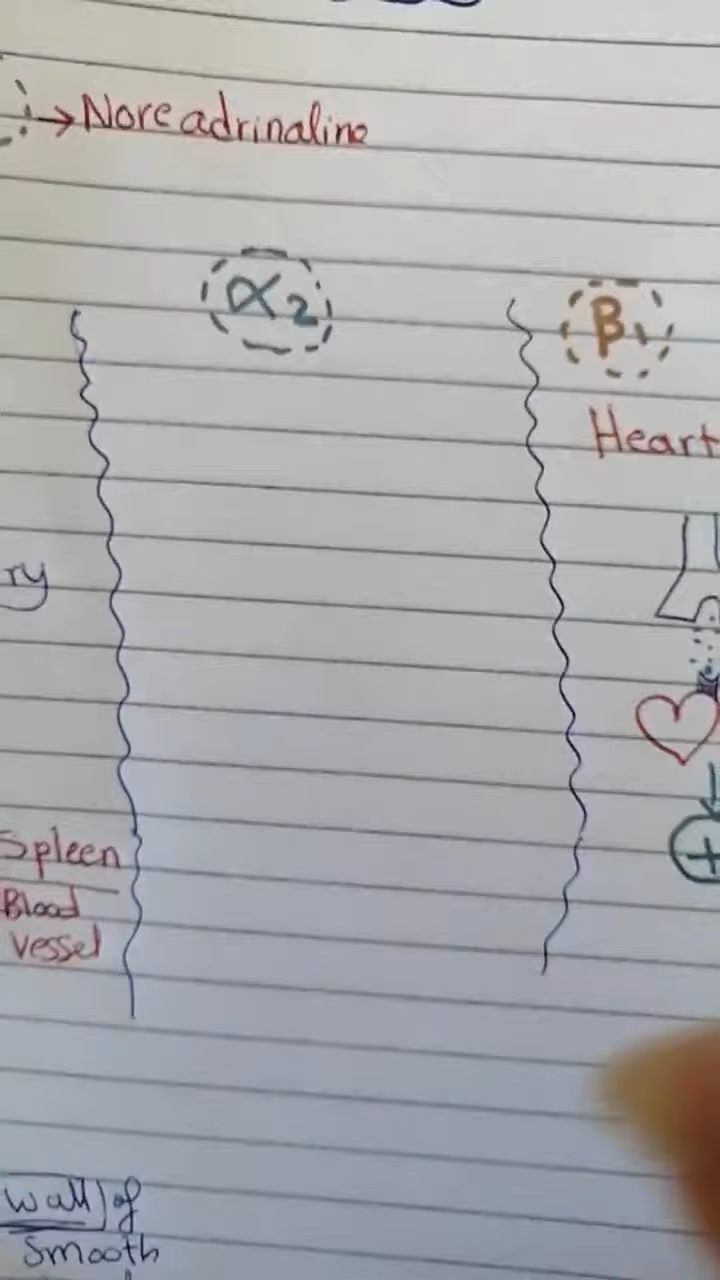 →Noreadrinaline
α2
β1
Heart
ry
Spleen
Blood
vessel
+
wall of
smooth